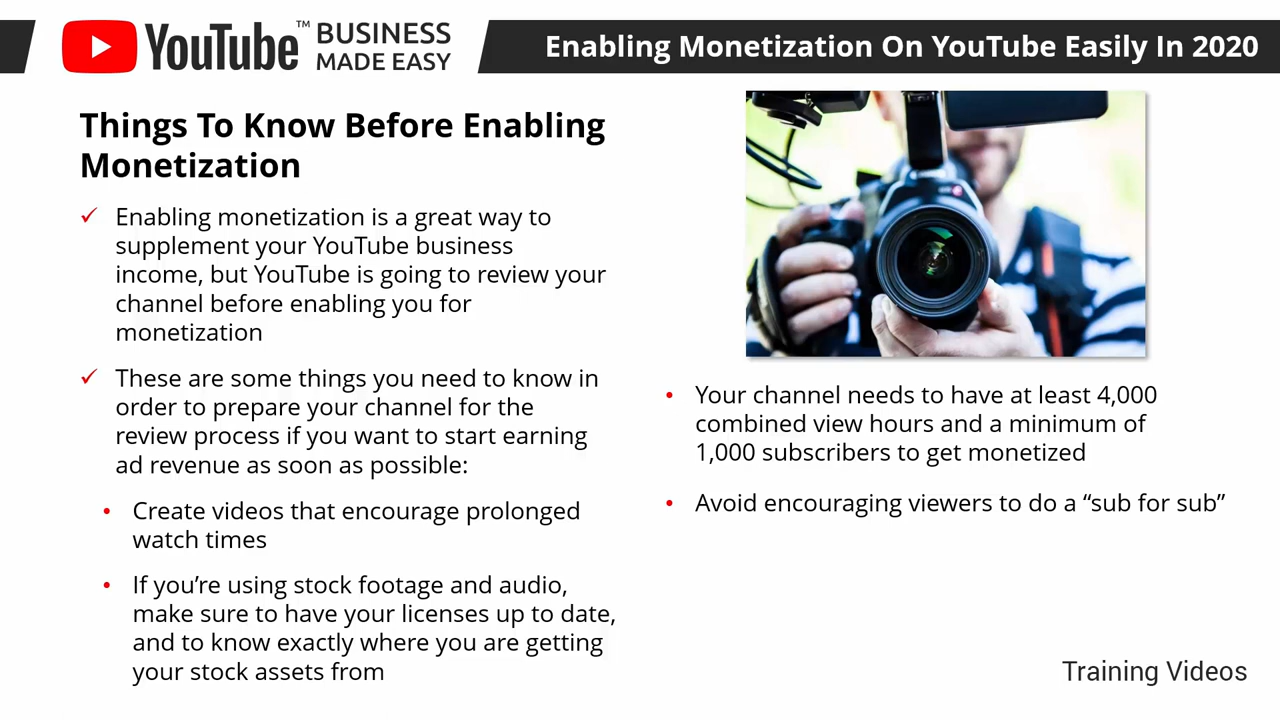 YouTube™ BUSINESS
MADE EASY
Enabling Monetization On YouTube Easily In 2020
Things To Know Before Enabling
Monetization
✓ Enabling monetization is a great way to
supplement your YouTube business
income, but YouTube is going to review your
channel before enabling you for
monetization
✓ These are some things you need to know in
order to prepare your channel for the
review process if you want to start earning
ad revenue as soon as possible:
• Create videos that encourage prolonged
watch times
• If you’re using stock footage and audio,
make sure to have your licenses up to date,
and to know exactly where you are getting
your stock assets from
• Your channel needs to have at least 4,000
combined view hours and a minimum of
1,000 subscribers to get monetized
• Avoid encouraging viewers to do a “sub for sub”
Training Videos